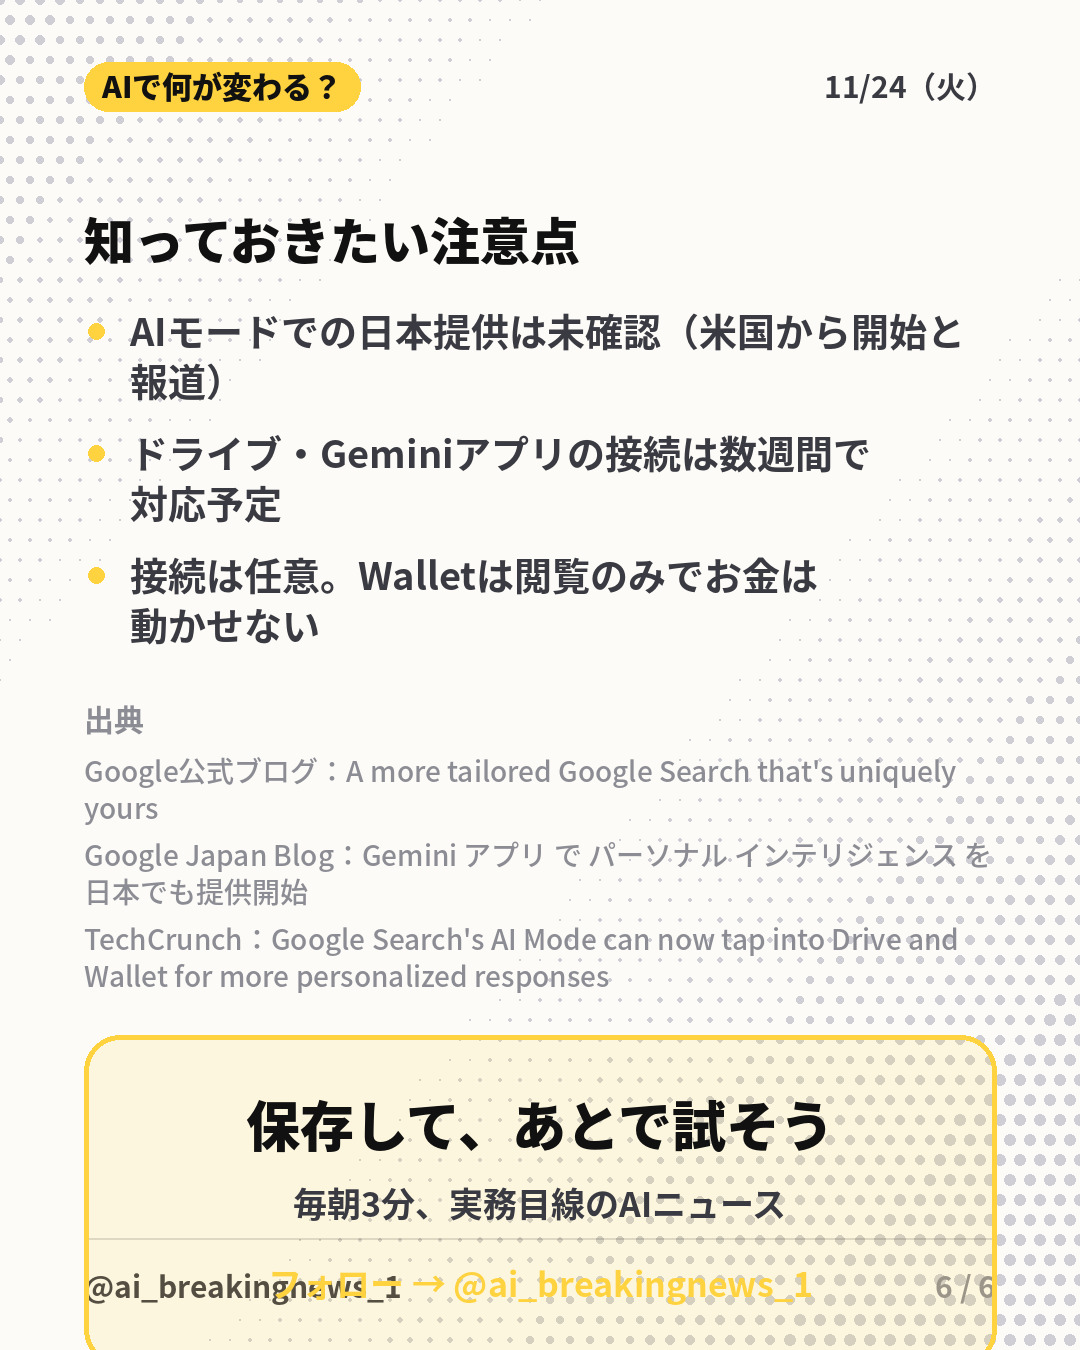 AIで何が変わる？
11/24（火）
知っておきたい注意点
AIモードでの日本提供は未確認（米国から開始と
報道）
ドライブ・Geminiアプリの接続は数週間で
対応予定
接続は任意。Walletは閲覧のみでお金は
動かせない
出典
Google公式ブログ：A more tailored Google Search that's uniquely
yours
Google Japan Blog：Gemini アプリ で パーソナル インテリジェンス を
日本でも提供開始
TechCrunch：Google Search's AI Mode can now tap into Drive and
Wallet for more personalized responses
保存して、あとで試そう
毎朝3分、実務目線のAIニュース
@ai_breakingnews_1
フォロー → @ai_breakingnews_1
6 / 6